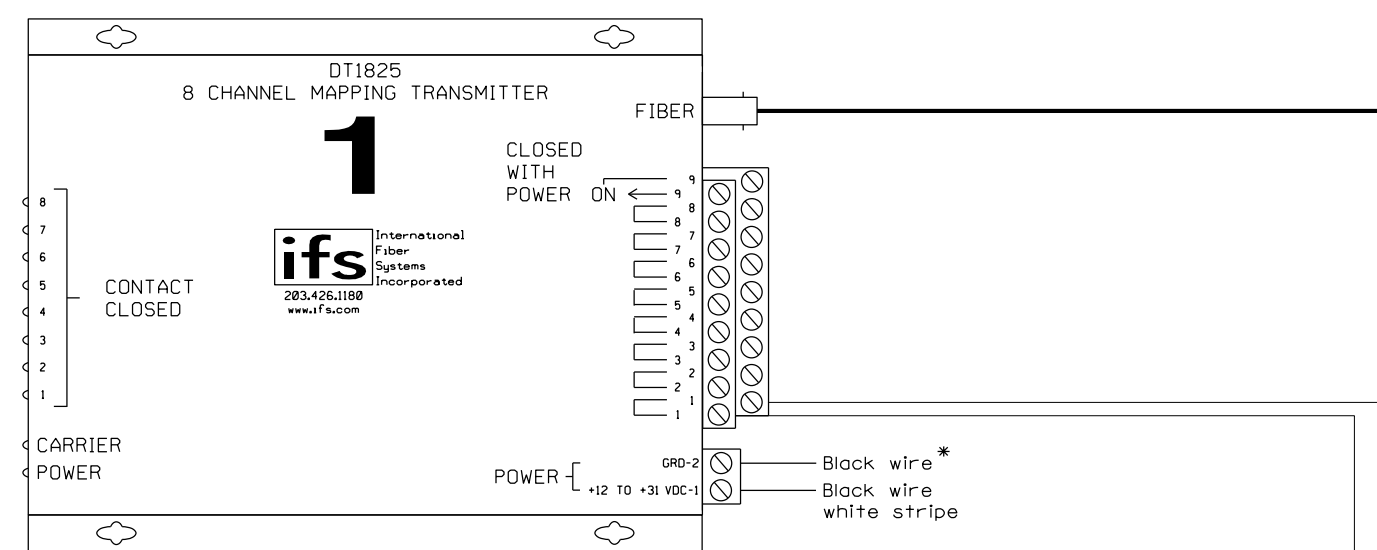 DT1825
8 CHANNEL MAPPING TRANSMITTER
1
FIBER
CLOSED
WITH
POWER ON
9
9
8
8
7
7
6
6
5
5
4
4
3
3
2
2
1
1
8
7
6
5
4
3
2
1
CONTACT
CLOSED
ifs
International
Fiber
Systems
Incorporated
203.426.1180
www.ifs.com
CARRIER
POWER
POWER
GRD-2
+12 TO +31 VDC-1
Black wire*
Black wire
white stripe